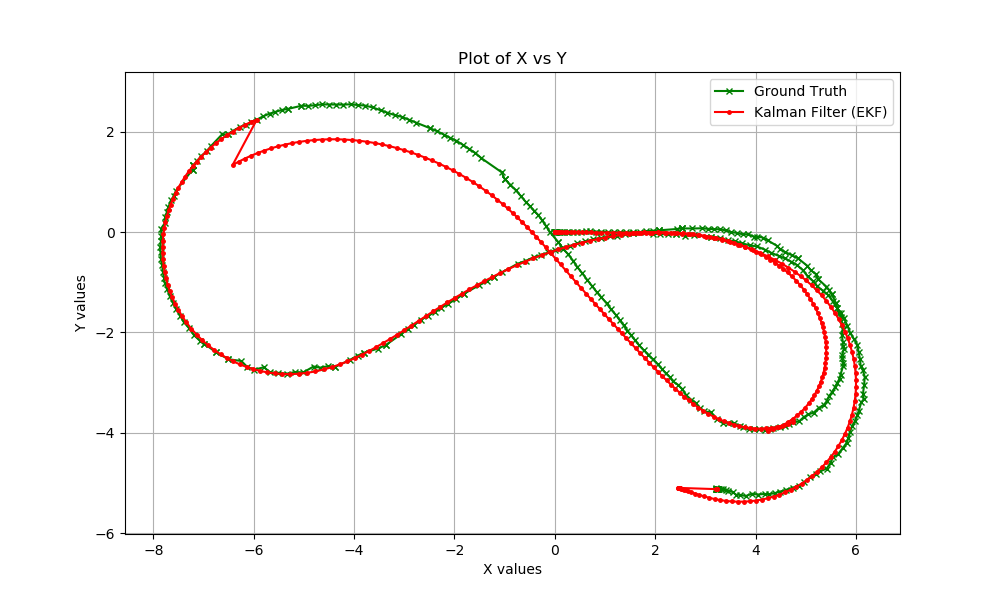 Plot of X vs Y
Ground Truth
Kalman Filter (EKF)
2
0
−2
−4
−6
Y values
−8
−6
−4
−2
0
2
4
6
X values